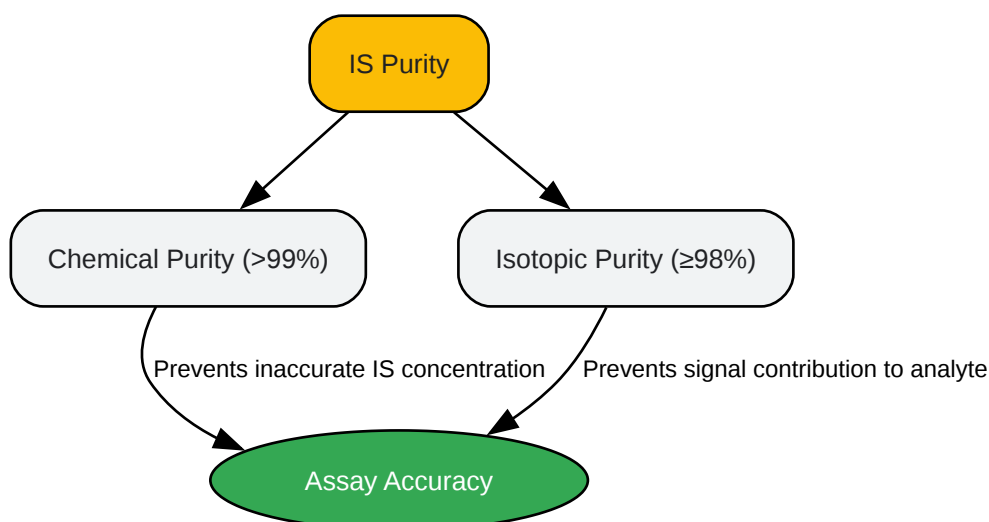 IS Purity
Chemical Purity (>99%)
Isotopic Purity (≥98%)
Prevents inaccurate IS concentration
Prevents signal contribution to analyte
Assay Accuracy